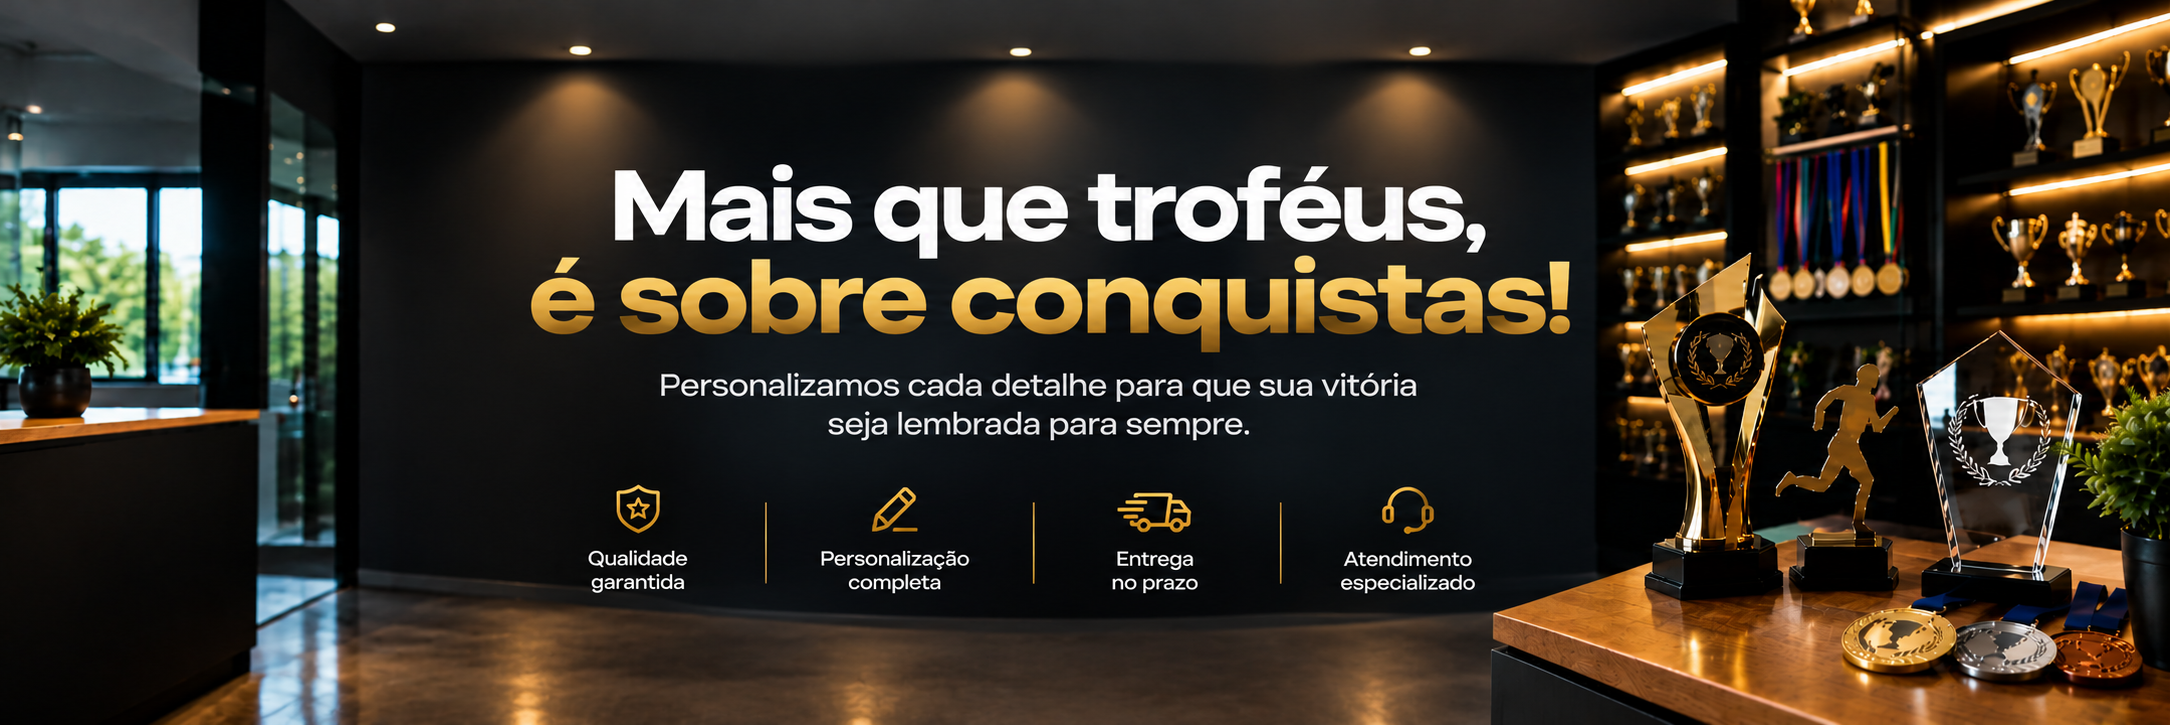 Mais que troféus,
é sobre conquistas!
Personalizamos cada detalhe para que sua vitória
seja lembrada para sempre.
Qualidade
garantida
Personalização
completa
Entrega
no prazo
Atendimento
especializado